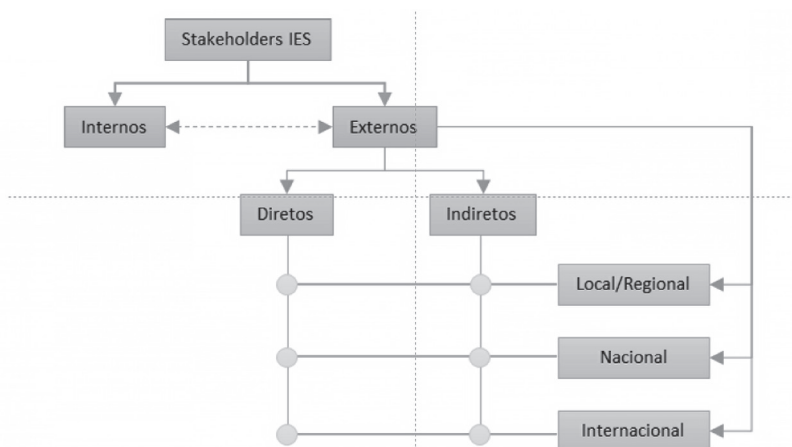 Stakeholders IES
Internos
Externos
Diretos
Indiretos
Local/Regional
Nacional
Internacional